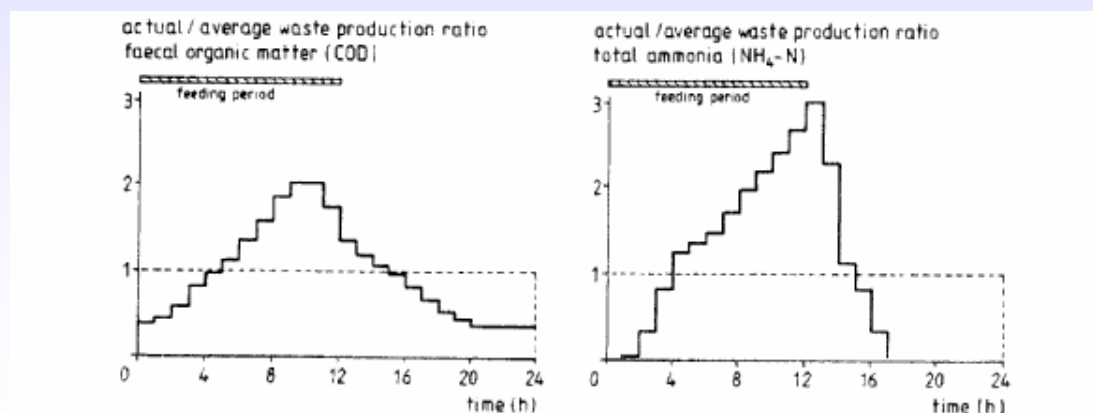 actual / average waste production ratio
faecal organic matter (COD)
feeding period
3
2
1
0 4 8 12 16 20 24
time (h)
actual /average waste production ratio
total ammonia (NH₄-N)
feeding period
3
2
1
0
0 4 8 12 16 20 24
time (h)